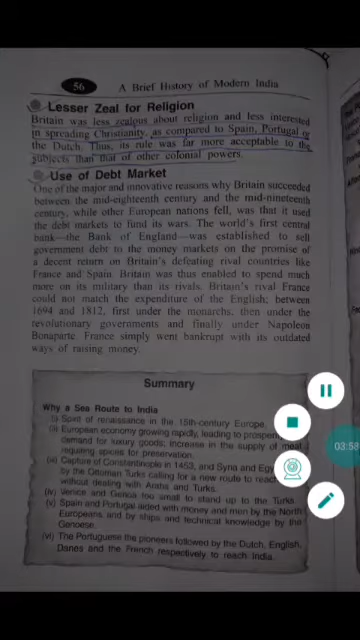 56
A Brief History of Modern India
Lesser Zeal for Religion
Britain was less zealous about religion and less interested
in spreading Christianity, as compared to Spain, Portugal or
the Dutch. Thus, its rule was far more acceptable to the
subjects than that of other colonial powers.
Use of Debt Market
One of the major and innovative reasons why Britain succeeded
between the mid-eighteenth century and the mid-nineteenth
century, while other European nations fell, was that it used
the debt markets to fund its wars. The world's first central
bank—the Bank of England—was established to sell
government debt to the money markets on the promise of
a decent return on Britain's defeating rival countries like
France and Spain. Britain was thus enabled to spend much
more on its military than its rivals. Britain's rival France
could not match the expenditure of the English; between
1694 and 1812, first under the monarchs, then under the
revolutionary governments and finally under Napoleon
Bonaparte. France simply went bankrupt with its outdated
ways of raising money.
Summary
Why a Sea Route to India
(i) Spirit of renaissance in the 15th-century Europe.
(ii) European economy growing rapidly, leading to
demand for luxury goods; increase in the supply of meat
requiring spices for preservation.
(iii) Capture of Constantinople in 1453, and Syria and
by the Ottoman Turks calling for a new route to reach
without dealing with Arabs and Turks.
(iv) Venice and Genoa too small to stand up to the Turks.
(v) Spain and Portugal aided with money and men by the North
Europeans and by ships and technical knowledge by the
Genoese.
(vi) The Portuguese the pioneers followed by the Dutch, English,
Danes and the French respectively to reach India.
03:58